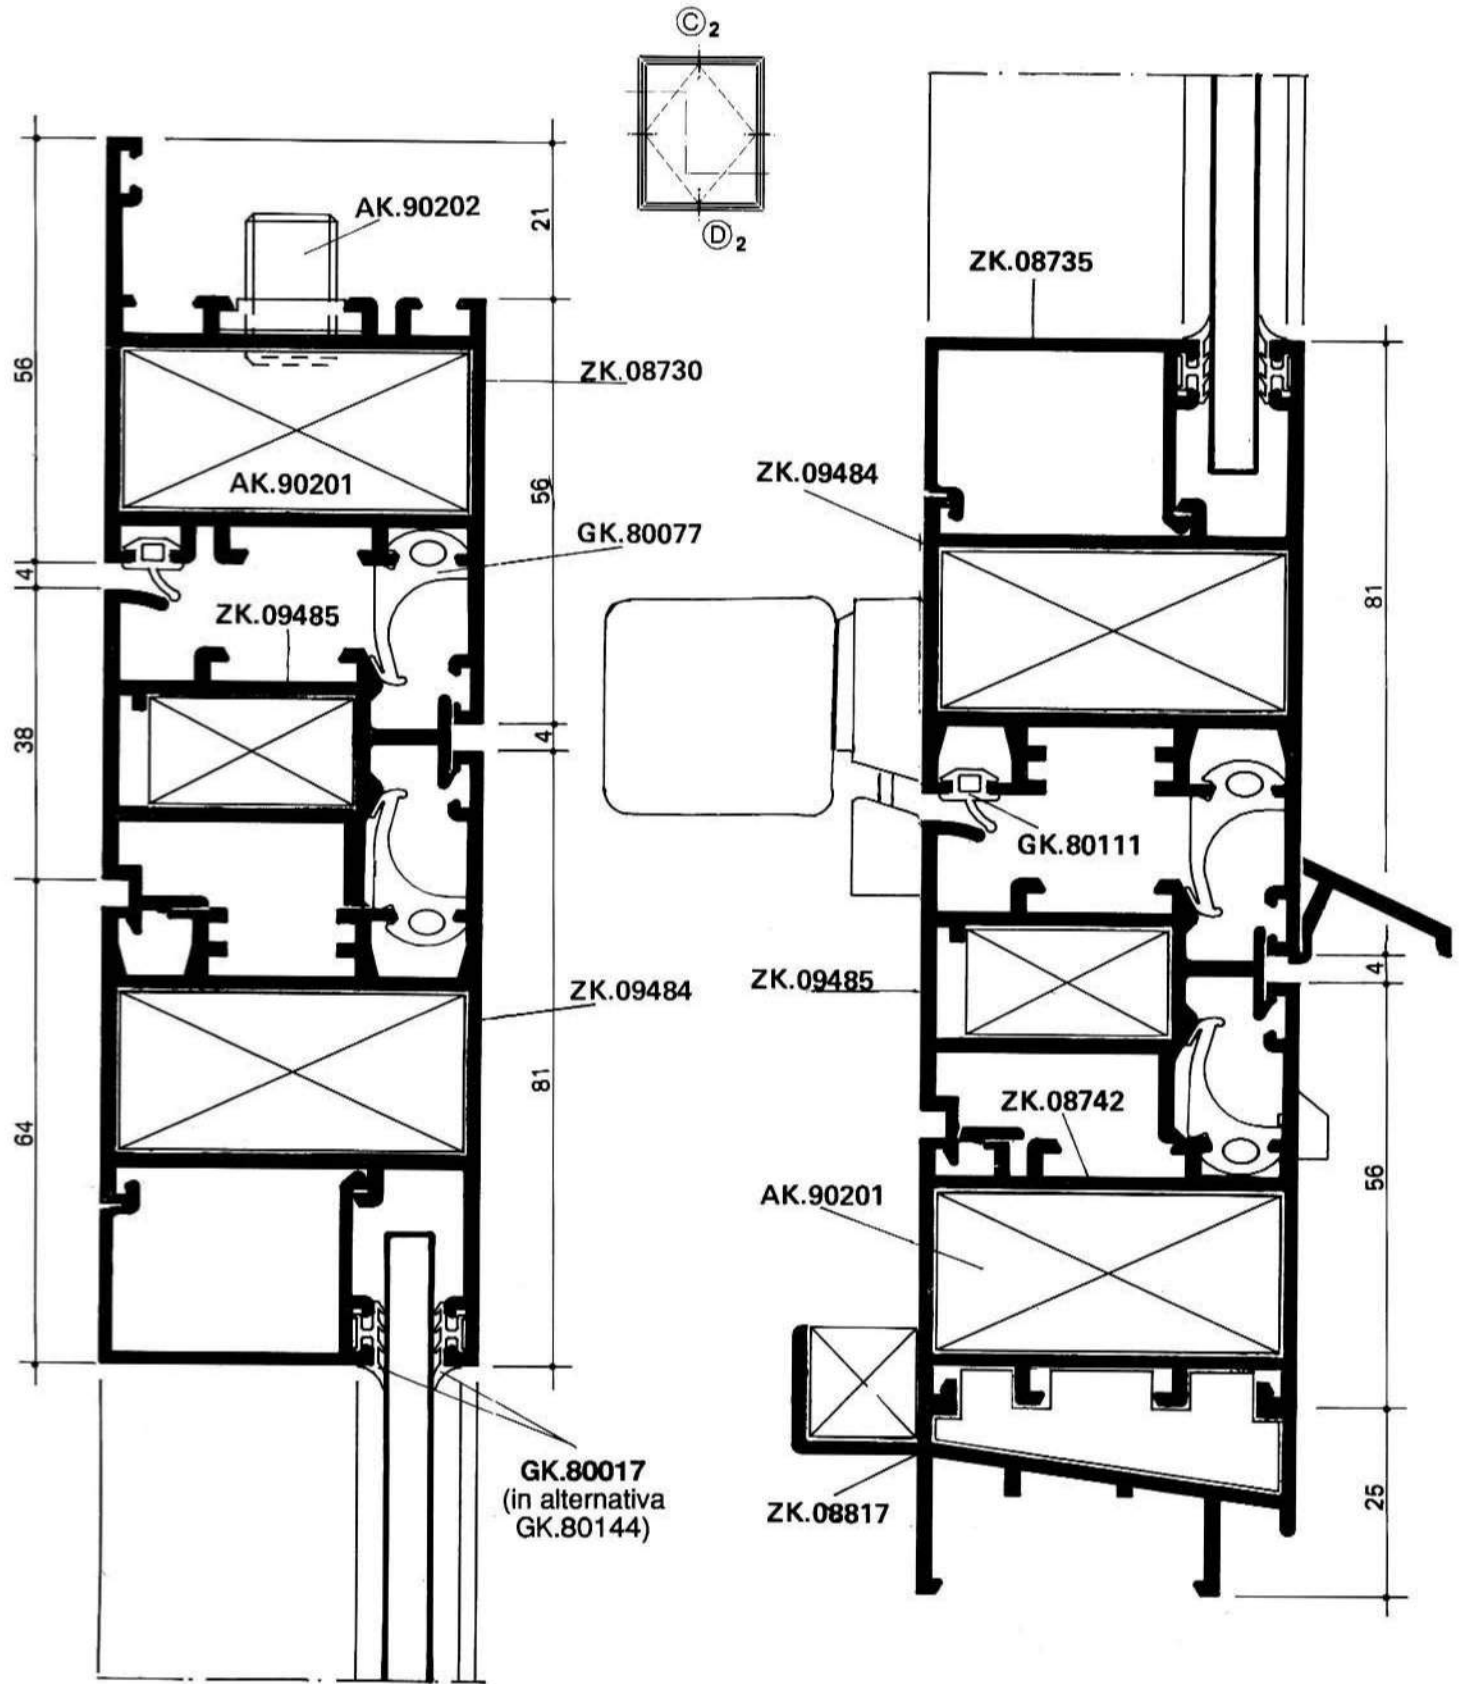 C2
D2
AK.90202
21
56
ZK.08730
AK.90201
56
GK.80077
4
ZK.09485
38
4
ZK.09484
81
64
GK.80017
(in alternativa
GK.80144)
ZK.08735
ZK.09484
81
GK.80111
4
ZK.09485
ZK.08742
56
AK.90201
25
ZK.08817